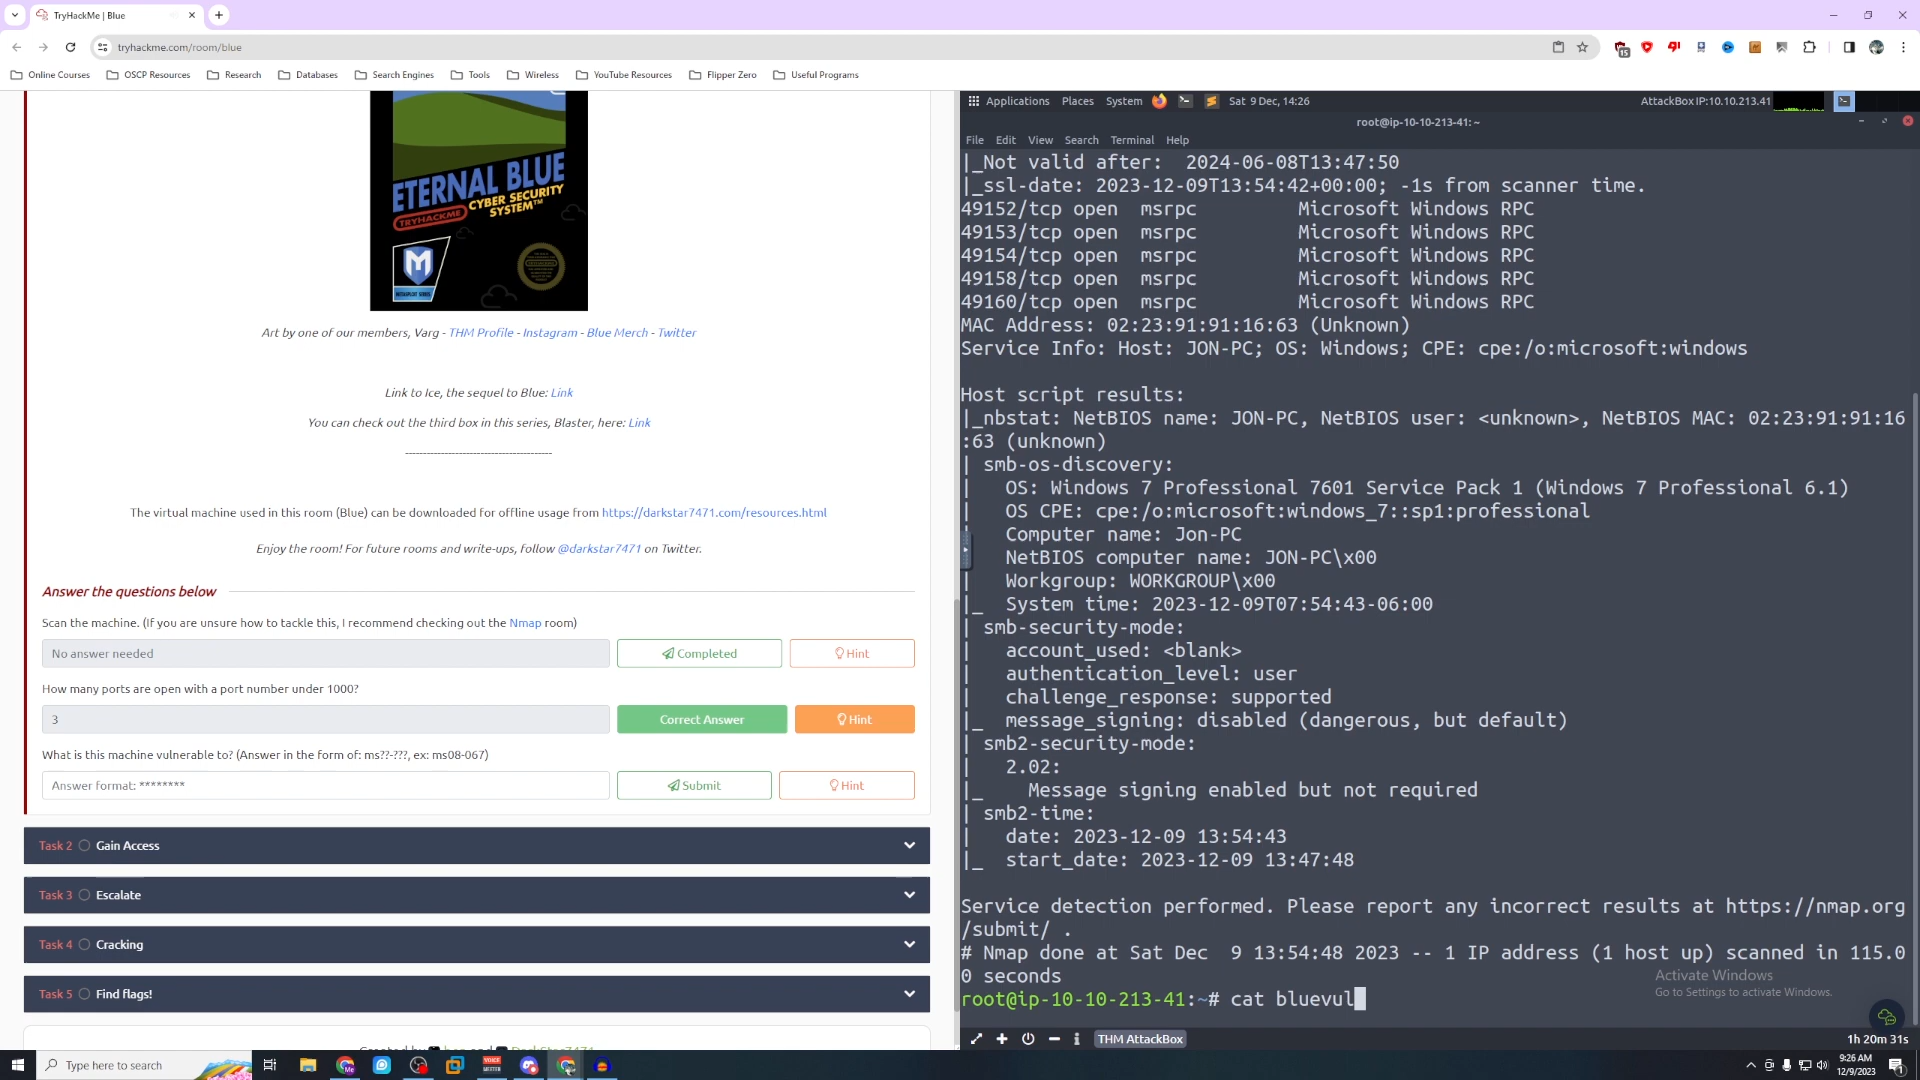 TryHackMe | Blue
tryhackme.com/room/blue
15
Online Courses
OSCP Resources
Research
Databases
Search Engines
Tools
Wireless
YouTube Resources
Flipper Zero
Useful Programs
ETERNAL BLUE
TRYHACKME
CYBER SECURITY
SYSTEM™
M
Art by one of our members, Varg - THM Profile - Instagram - Blue Merch - Twitter
Link to Ice, the sequel to Blue: Link
You can check out the third box in this series, Blaster, here: Link
-----------------------------------------
The virtual machine used in this room (Blue) can be downloaded for offline usage from https://darkstar7471.com/resources.html
Enjoy the room! For future rooms and write-ups, follow @darkstar7471 on Twitter.
Answer the questions below
Scan the machine. (If you are unsure how to tackle this, I recommend checking out the Nmap room)
No answer needed
Completed
Hint
How many ports are open with a port number under 1000?
3
Correct Answer
Hint
What is this machine vulnerable to? (Answer in the form of: ms??-???, ex: ms08-067)
Answer format: ********
Submit
Hint
Task 2 Gain Access
Task 3 Escalate
Task 4 Cracking
Task 5 Find flags!
Applications Places System Sat 9 Dec, 14:26 AttackBox IP:10.10.213.41
root@ip-10-10-213-41: ~
File Edit View Search Terminal Help
|_Not valid after:  2024-06-08T13:47:50
|_ssl-date: 2023-12-09T13:54:42+00:00; -1s from scanner time.
49152/tcp open  msrpc         Microsoft Windows RPC
49153/tcp open  msrpc         Microsoft Windows RPC
49154/tcp open  msrpc         Microsoft Windows RPC
49158/tcp open  msrpc         Microsoft Windows RPC
49160/tcp open  msrpc         Microsoft Windows RPC
MAC Address: 02:23:91:91:16:63 (Unknown)
Service Info: Host: JON-PC; OS: Windows; CPE: cpe:/o:microsoft:windows
Host script results:
|_nbstat: NetBIOS name: JON-PC, NetBIOS user: <unknown>, NetBIOS MAC: 02:23:91:91:16
:63 (unknown)
| smb-os-discovery:
|   OS: Windows 7 Professional 7601 Service Pack 1 (Windows 7 Professional 6.1)
|   OS CPE: cpe:/o:microsoft:windows_7::sp1:professional
|   Computer name: Jon-PC
|   NetBIOS computer name: JON-PC\x00
|   Workgroup: WORKGROUP\x00
|_  System time: 2023-12-09T07:54:43-06:00
| smb-security-mode:
|   account_used: <blank>
|   authentication_level: user
|   challenge_response: supported
|_  message_signing: disabled (dangerous, but default)
| smb2-security-mode:
|   2.02:
|_    Message signing enabled but not required
| smb2-time:
|   date: 2023-12-09 13:54:43
|_  start_date: 2023-12-09 13:47:48
Service detection performed. Please report any incorrect results at https://nmap.org
/submit/ .
# Nmap done at Sat Dec  9 13:54:48 2023 -- 1 IP address (1 host up) scanned in 115.0
0 seconds
root@ip-10-10-213-41:~# cat bluevul
Activate Windows
Go to Settings to activate Windows.
THM AttackBox
1h 20m 31s
Type here to search
9:26 AM
12/9/2023